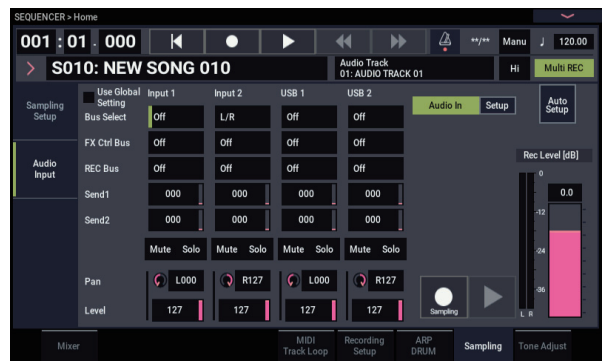 SEQUENCER > Home
001 : 01 . 000
**/** Manu ♩ 120.00
S010: NEW SONG 010
Audio Track
01: AUDIO TRACK 01
Hi
Multi REC
Sampling
Setup
Audio
Input
Use Global
Setting
Input 1 Input 2 USB 1 USB 2
Audio In Setup
Auto
Setup
Bus Select Off L/R Off Off
FX Ctrl Bus Off Off Off Off
REC Bus Off Off Off Off
Send1 000 000 000 000
Send2 000 000 000 000
Mute Solo Mute Solo Mute Solo Mute Solo
Pan L000 R127 L000 R127
Level 127 127 127 127
Rec Level [dB]
0
0.0
-12
-24
-36
L R
Sampling
Mixer
MIDI
Track Loop
Recording
Setup
ARP
DRUM
Sampling
Tone Adjust